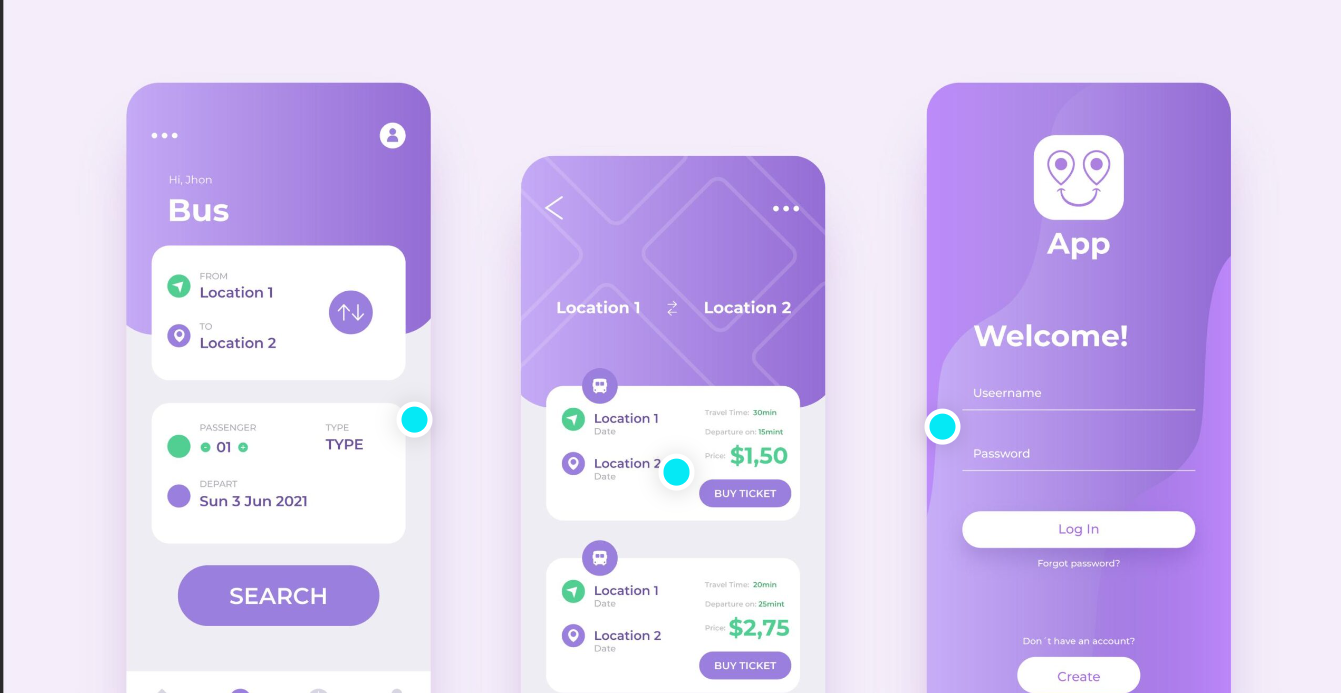 Hi, Jhon
Bus
FROM
Location 1
TO
Location 2
PASSENGER
01
TYPE
TYPE
DEPART
Sun 3 Jun 2021
SEARCH
Location 1
Location 2
Location 1
Date
Location 2
Date
Travel Time: 30min
Departure on: 15mint
Price: $1,50
BUY TICKET
Location 1
Date
Location 2
Date
Travel Time: 20min
Departure on: 25mint
Price: $2,75
BUY TICKET
App
Welcome!
Useername
Password
Log In
Forgot password?
Don´t have an account?
Create